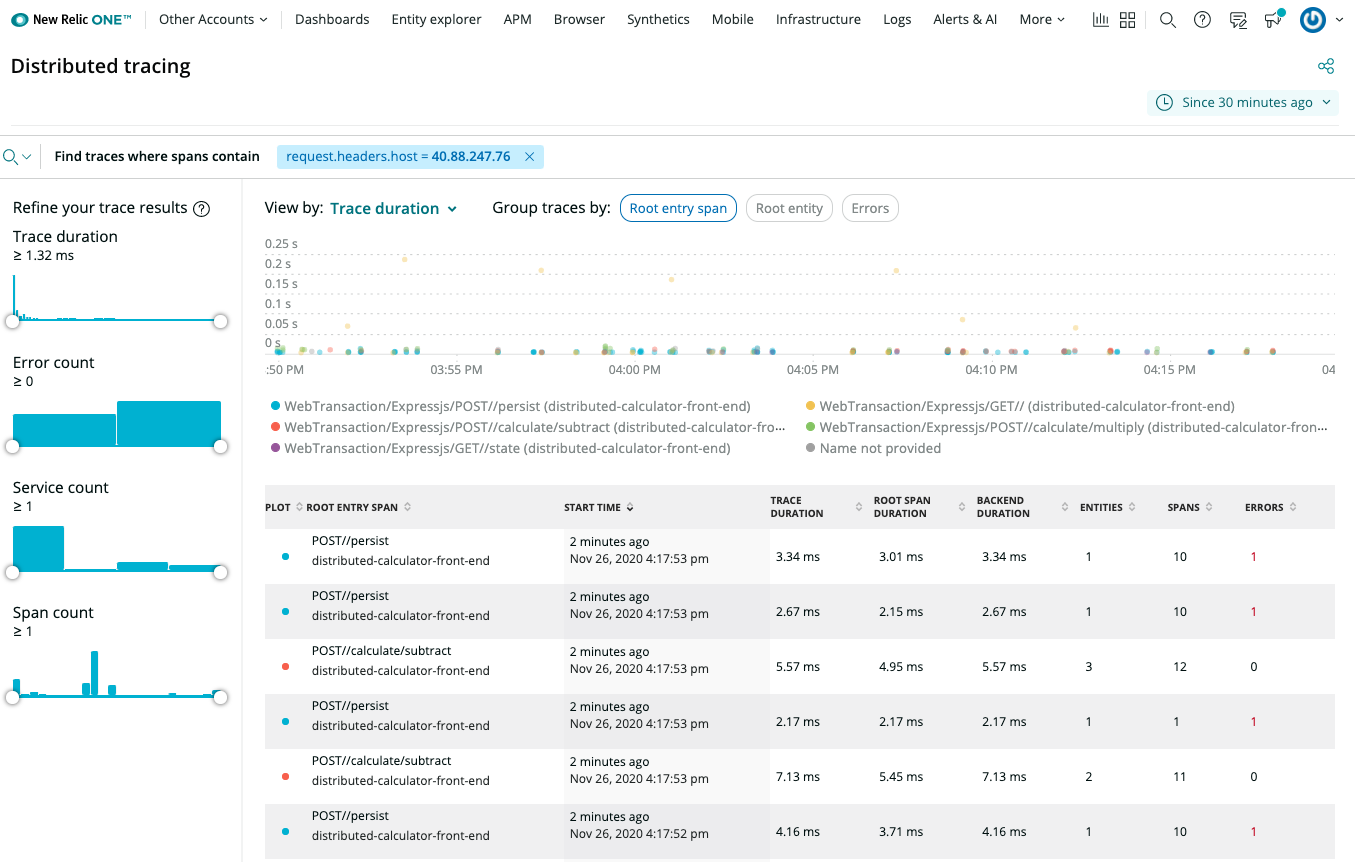 New Relic ONE™ Other Accounts Dashboards Entity explorer APM Browser Synthetics Mobile Infrastructure Logs Alerts & AI More
Distributed tracing
Since 30 minutes ago
Find traces where spans contain request.headers.host = 40.88.247.76
Refine your trace results
Trace duration
≥ 1.32 ms
Error count
≥ 0
Service count
≥ 1
Span count
≥ 1
View by: Trace duration Group traces by: Root entry span Root entity Errors
0.25 s
0.2 s
0.15 s
0.1 s
0.05 s
0 s
:50 PM 03:55 PM 04:00 PM 04:05 PM 04:10 PM 04:15 PM 04
WebTransaction/Expressjs/POST//persist (distributed-calculator-front-end) WebTransaction/Expressjs/GET// (distributed-calculator-front-end)
WebTransaction/Expressjs/POST//calculate/subtract (distributed-calculator-fro... WebTransaction/Expressjs/POST//calculate/multiply (distributed-calculator-fron...
WebTransaction/Expressjs/GET//state (distributed-calculator-front-end) Name not provided
PLOT ROOT ENTRY SPAN START TIME TRACE DURATION ROOT SPAN DURATION BACKEND DURATION ENTITIES SPANS ERRORS
POST//persist 2 minutes ago
distributed-calculator-front-end Nov 26, 2020 4:17:53 pm 3.34 ms 3.01 ms 3.34 ms 1 10 1
POST//persist 2 minutes ago
distributed-calculator-front-end Nov 26, 2020 4:17:53 pm 2.67 ms 2.15 ms 2.67 ms 1 10 1
POST//calculate/subtract 2 minutes ago
distributed-calculator-front-end Nov 26, 2020 4:17:53 pm 5.57 ms 4.95 ms 5.57 ms 3 12 0
POST//persist 2 minutes ago
distributed-calculator-front-end Nov 26, 2020 4:17:53 pm 2.17 ms 2.17 ms 2.17 ms 1 1 1
POST//calculate/subtract 2 minutes ago
distributed-calculator-front-end Nov 26, 2020 4:17:53 pm 7.13 ms 5.45 ms 7.13 ms 2 11 0
POST//persist 2 minutes ago
distributed-calculator-front-end Nov 26, 2020 4:17:52 pm 4.16 ms 3.71 ms 4.16 ms 1 10 1